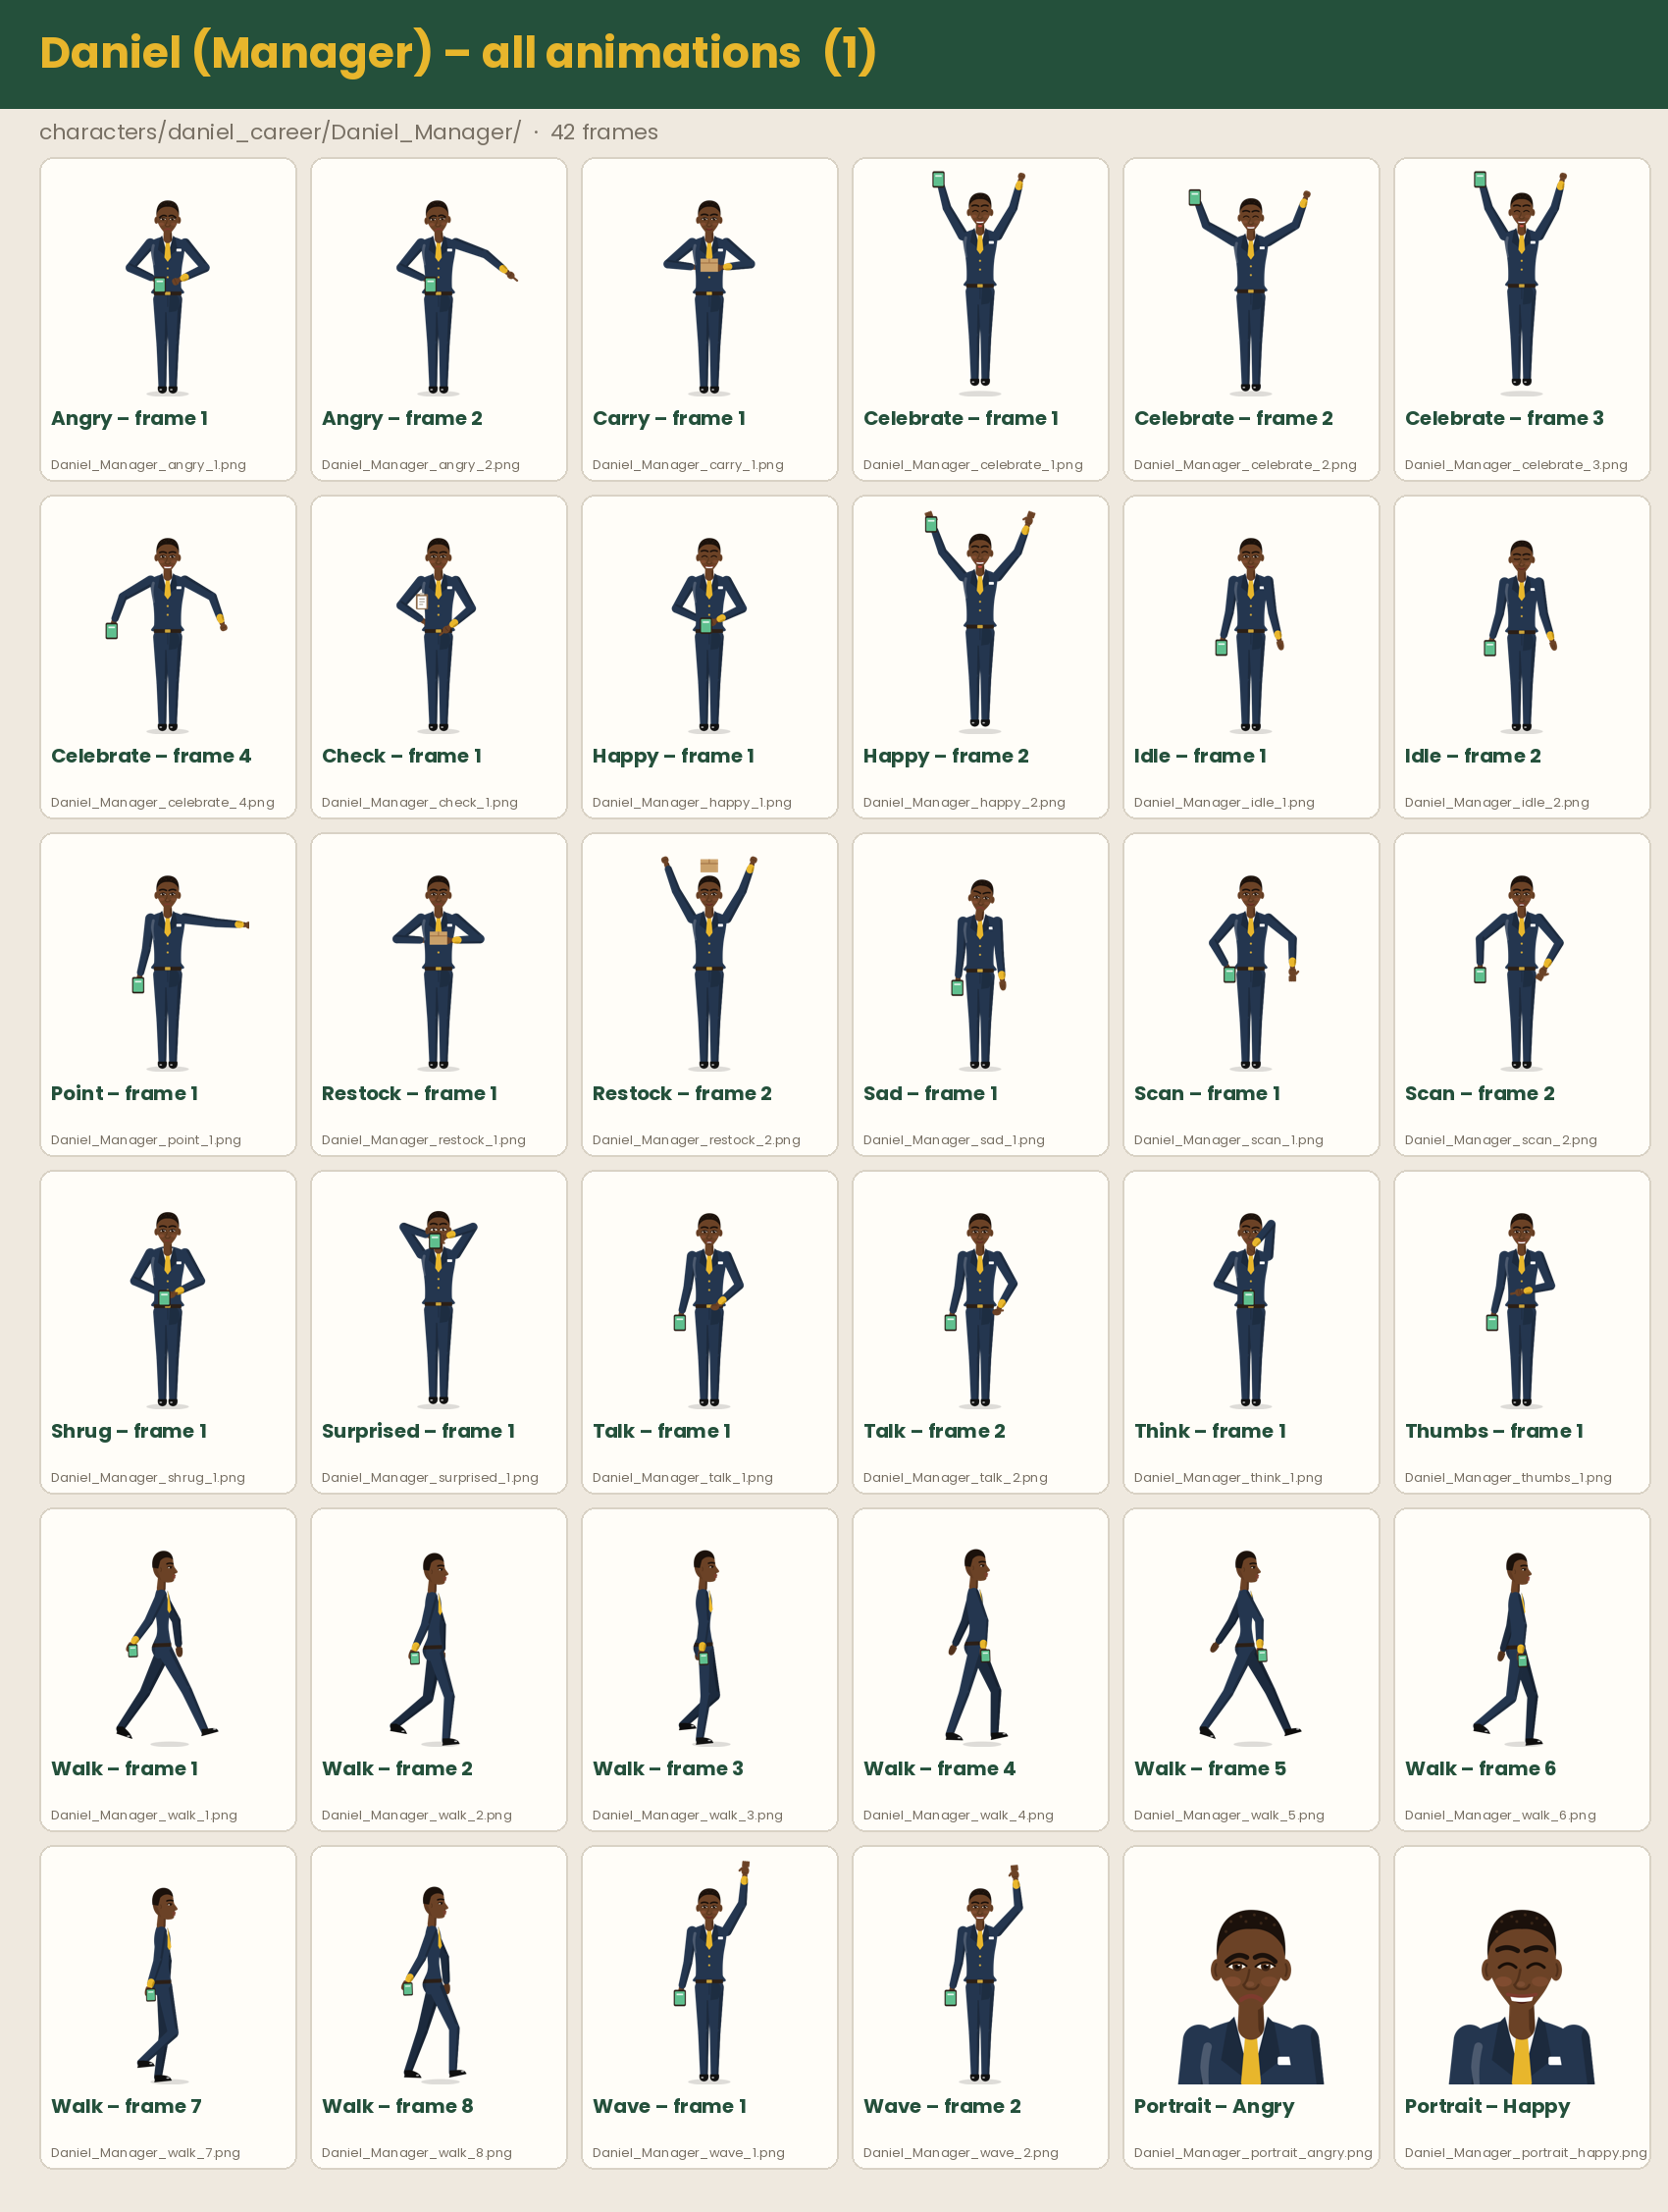 Daniel (Manager) – all animations (1)
characters/daniel_career/Daniel_Manager/ · 42 frames
Angry – frame 1
Daniel_Manager_angry_1.png
Angry – frame 2
Daniel_Manager_angry_2.png
Carry – frame 1
Daniel_Manager_carry_1.png
Celebrate – frame 1
Daniel_Manager_celebrate_1.png
Celebrate – frame 2
Daniel_Manager_celebrate_2.png
Celebrate – frame 3
Daniel_Manager_celebrate_3.png
Celebrate – frame 4
Daniel_Manager_celebrate_4.png
Check – frame 1
Daniel_Manager_check_1.png
Happy – frame 1
Daniel_Manager_happy_1.png
Happy – frame 2
Daniel_Manager_happy_2.png
Idle – frame 1
Daniel_Manager_idle_1.png
Idle – frame 2
Daniel_Manager_idle_2.png
Point – frame 1
Daniel_Manager_point_1.png
Restock – frame 1
Daniel_Manager_restock_1.png
Restock – frame 2
Daniel_Manager_restock_2.png
Sad – frame 1
Daniel_Manager_sad_1.png
Scan – frame 1
Daniel_Manager_scan_1.png
Scan – frame 2
Daniel_Manager_scan_2.png
Shrug – frame 1
Daniel_Manager_shrug_1.png
Surprised – frame 1
Daniel_Manager_surprised_1.png
Talk – frame 1
Daniel_Manager_talk_1.png
Talk – frame 2
Daniel_Manager_talk_2.png
Think – frame 1
Daniel_Manager_think_1.png
Thumbs – frame 1
Daniel_Manager_thumbs_1.png
Walk – frame 1
Daniel_Manager_walk_1.png
Walk – frame 2
Daniel_Manager_walk_2.png
Walk – frame 3
Daniel_Manager_walk_3.png
Walk – frame 4
Daniel_Manager_walk_4.png
Walk – frame 5
Daniel_Manager_walk_5.png
Walk – frame 6
Daniel_Manager_walk_6.png
Walk – frame 7
Daniel_Manager_walk_7.png
Walk – frame 8
Daniel_Manager_walk_8.png
Wave – frame 1
Daniel_Manager_wave_1.png
Wave – frame 2
Daniel_Manager_wave_2.png
Portrait – Angry
Daniel_Manager_portrait_angry.png
Portrait – Happy
Daniel_Manager_portrait_happy.png